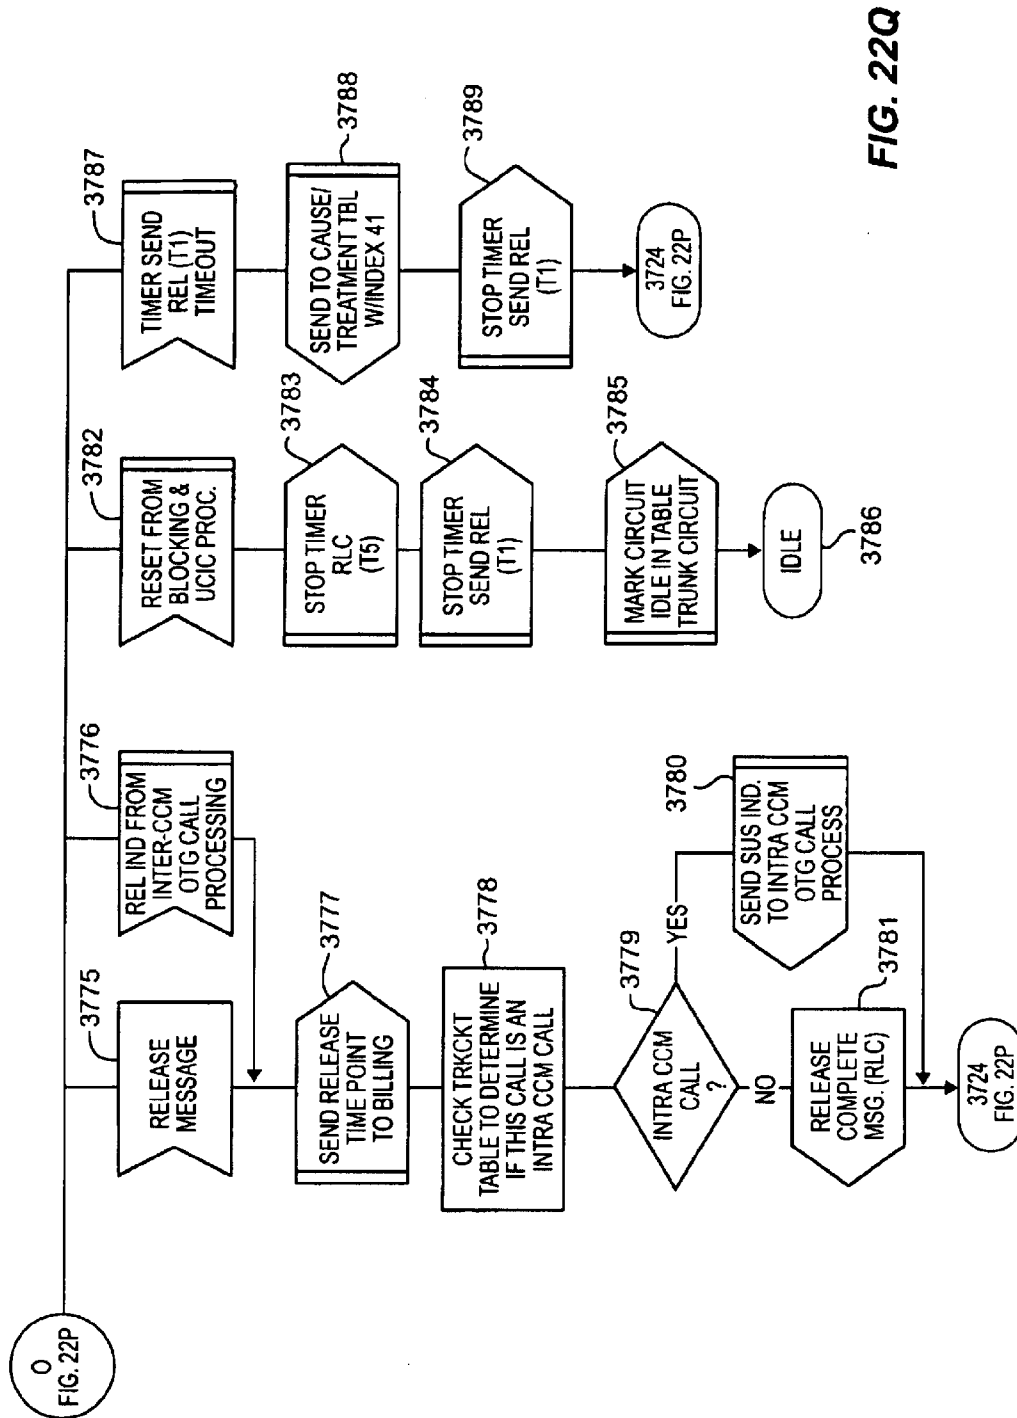 O
FIG. 22P
3775
RELEASE
MESSAGE
3776
REL IND FROM
INTER-CCM
OTG CALL
PROCESSING
3777
SEND RELEASE
TIME POINT
TO BILLING
3778
CHECK TRKCKT
TABLE TO DETERMINE
IF THIS CALL IS AN
INTRA CCM CALL
3779
INTRA CCM
CALL
?
YES
NO
3780
SEND SUS IND.
TO INTRA CCM
OTG CALL
PROCESS
3781
RELEASE
COMPLETE
MSG. (RLC)
3724
FIG. 22P
3782
RESET FROM
BLOCKING &
UCIC PROC.
3783
STOP TIMER
RLC
(T5)
3784
STOP TIMER
SEND REL
(T1)
3785
MARK CIRCUIT
IDLE IN TABLE
TRUNK CIRCUIT
IDLE
3786
3787
TIMER SEND
REL (T1)
TIMEOUT
3788
SEND TO CAUSE/
TREATMENT TBL
W/INDEX 41
3789
STOP TIMER
SEND REL
(T1)
3724
FIG. 22P
FIG. 22Q